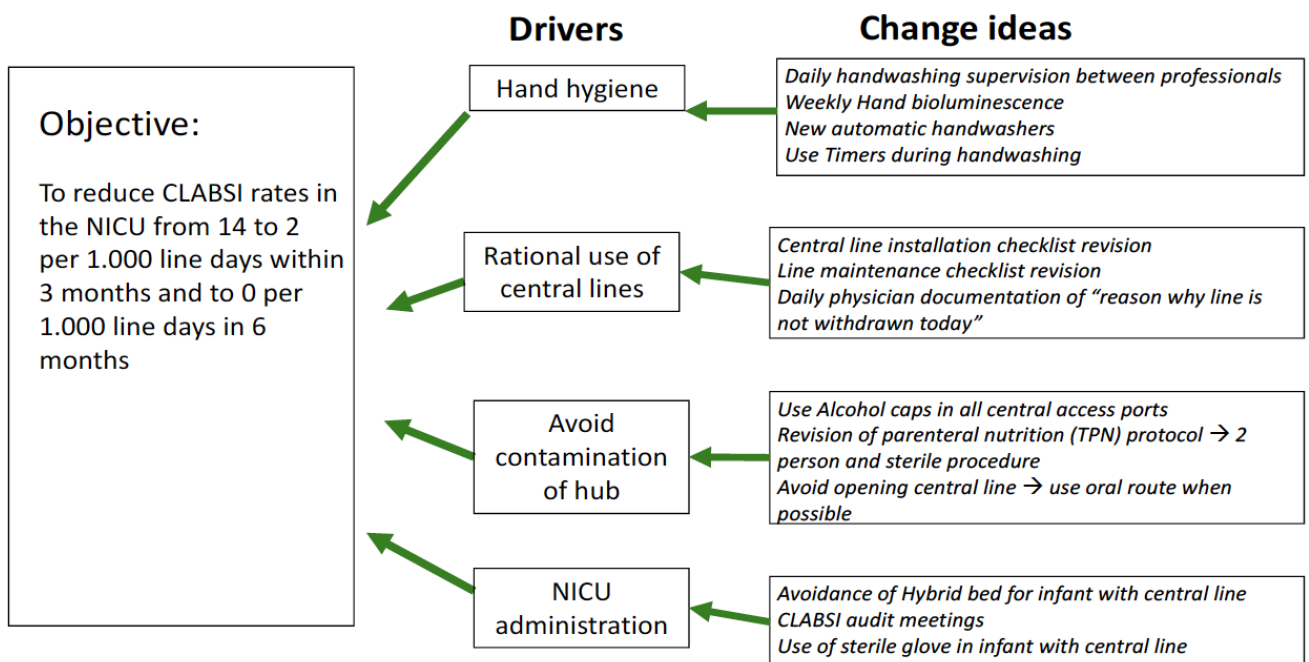 Drivers
Change ideas
Objective:
To reduce CLABSI rates in
the NICU from 14 to 2
per 1.000 line days within
3 months and to 0 per
1.000 line days in 6
months
Hand hygiene
Daily handwashing supervision between professionals
Weekly Hand bioluminescence
New automatic handwashers
Use Timers during handwashing
Rational use of
central lines
Central line installation checklist revision
Line maintenance checklist revision
Daily physician documentation of “reason why line is
not withdrawn today”
Avoid
contamination
of hub
Use Alcohol caps in all central access ports
Revision of parenteral nutrition (TPN) protocol → 2
person and sterile procedure
Avoid opening central line → use oral route when
possible
NICU
administration
Avoidance of Hybrid bed for infant with central line
CLABSI audit meetings
Use of sterile glove in infant with central line